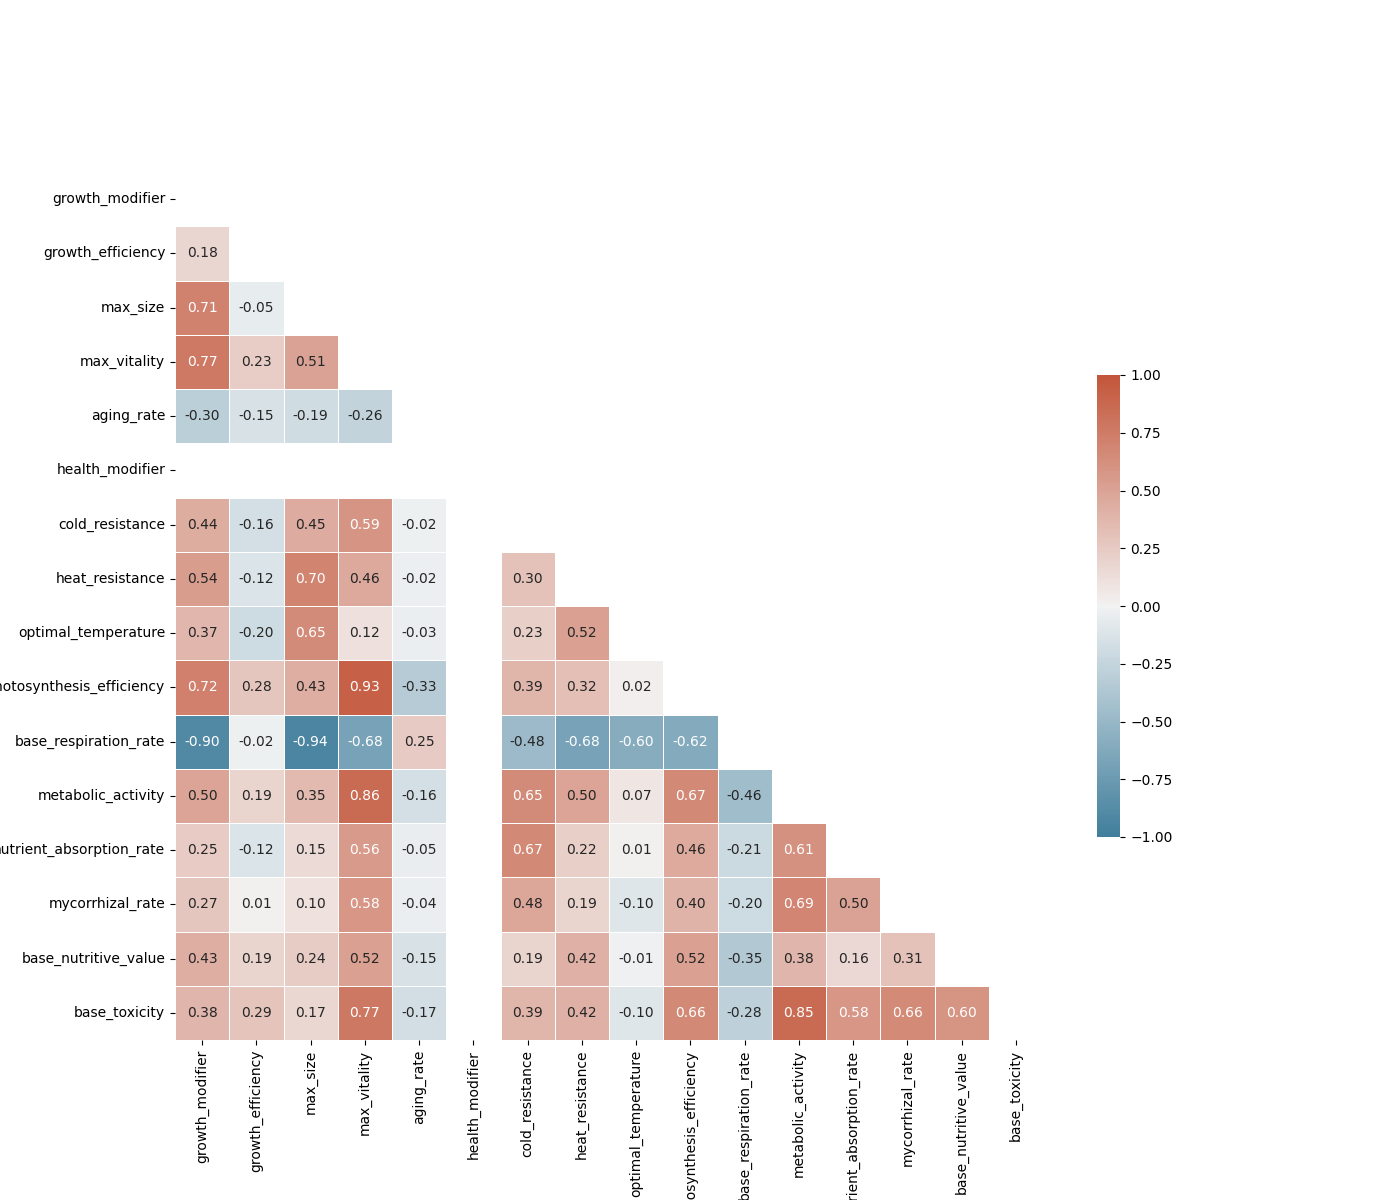 growth_modifier
growth_efficiency 0.18
max_size 0.71 -0.05
max_vitality 0.77 0.23 0.51
aging_rate -0.30 -0.15 -0.19 -0.26
health_modifier
cold_resistance 0.44 -0.16 0.45 0.59 -0.02
heat_resistance 0.54 -0.12 0.70 0.46 -0.02 0.30
optimal_temperature 0.37 -0.20 0.65 0.12 -0.03 0.23 0.52
hotosynthesis_efficiency 0.72 0.28 0.43 0.93 -0.33 0.39 0.32 0.02
base_respiration_rate -0.90 -0.02 -0.94 -0.68 0.25 -0.48 -0.68 -0.60 -0.62
metabolic_activity 0.50 0.19 0.35 0.86 -0.16 0.65 0.50 0.07 0.67 -0.46
utrient_absorption_rate 0.25 -0.12 0.15 0.56 -0.05 0.67 0.22 0.01 0.46 -0.21 0.61
mycorrhizal_rate 0.27 0.01 0.10 0.58 -0.04 0.48 0.19 -0.10 0.40 -0.20 0.69 0.50
base_nutritive_value 0.43 0.19 0.24 0.52 -0.15 0.19 0.42 -0.01 0.52 -0.35 0.38 0.16 0.31
base_toxicity 0.38 0.29 0.17 0.77 -0.17 0.39 0.42 -0.10 0.66 -0.28 0.85 0.58 0.66 0.60
growth_modifier
growth_efficiency
max_size
max_vitality
aging_rate
health_modifier
cold_resistance
heat_resistance
optimal_temperature
osynthesis_efficiency
base_respiration_rate
metabolic_activity
rient_absorption_rate
mycorrhizal_rate
base_nutritive_value
base_toxicity
1.00
0.75
0.50
0.25
0.00
−0.25
−0.50
−0.75
−1.00